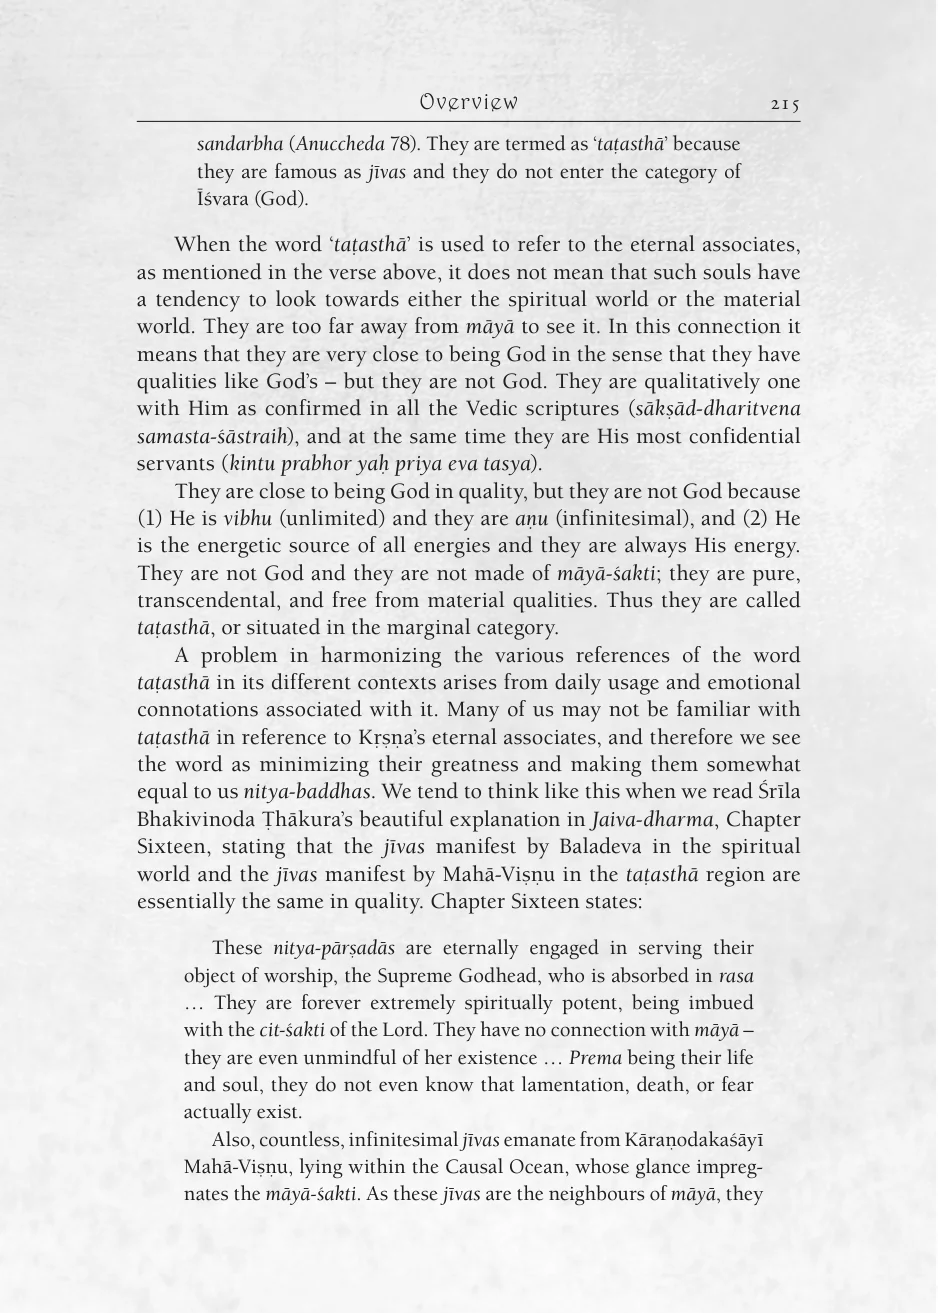 Overview 215
sandarbha (Anuccheda 78). They are termed as ‘taṭasthā’ because
they are famous as jīvas and they do not enter the category of
Īśvara (God).
When the word ‘taṭasthā’ is used to refer to the eternal associates,
as mentioned in the verse above, it does not mean that such souls have
a tendency to look towards either the spiritual world or the material
world. They are too far away from māyā to see it. In this connection it
means that they are very close to being God in the sense that they have
qualities like God’s – but they are not God. They are qualitatively one
with Him as confirmed in all the Vedic scriptures (sākṣād-dharitvena
samasta-śāstraih), and at the same time they are His most confidential
servants (kintu prabhor yaḥ priya eva tasya).
They are close to being God in quality, but they are not God because
(1) He is vibhu (unlimited) and they are aṇu (infinitesimal), and (2) He
is the energetic source of all energies and they are always His energy.
They are not God and they are not made of māyā-śakti; they are pure,
transcendental, and free from material qualities. Thus they are called
taṭasthā, or situated in the marginal category.
A problem in harmonizing the various references of the word
taṭasthā in its different contexts arises from daily usage and emotional
connotations associated with it. Many of us may not be familiar with
taṭasthā in reference to Kṛṣṇa’s eternal associates, and therefore we see
the word as minimizing their greatness and making them somewhat
equal to us nitya-baddhas. We tend to think like this when we read Śrīla
Bhakivinoda Ṭhākura’s beautiful explanation in Jaiva-dharma, Chapter
Sixteen, stating that the jīvas manifest by Baladeva in the spiritual
world and the jīvas manifest by Mahā-Viṣṇu in the taṭasthā region are
essentially the same in quality. Chapter Sixteen states:
These nitya-pārṣadās are eternally engaged in serving their
object of worship, the Supreme Godhead, who is absorbed in rasa
… They are forever extremely spiritually potent, being imbued
with the cit-śakti of the Lord. They have no connection with māyā –
they are even unmindful of her existence … Prema being their life
and soul, they do not even know that lamentation, death, or fear
actually exist.
Also, countless, infinitesimal jīvas emanate from Kāraṇodakaśāyī
Mahā-Viṣṇu, lying within the Causal Ocean, whose glance impreg-
nates the māyā-śakti. As these jīvas are the neighbours of māyā, they